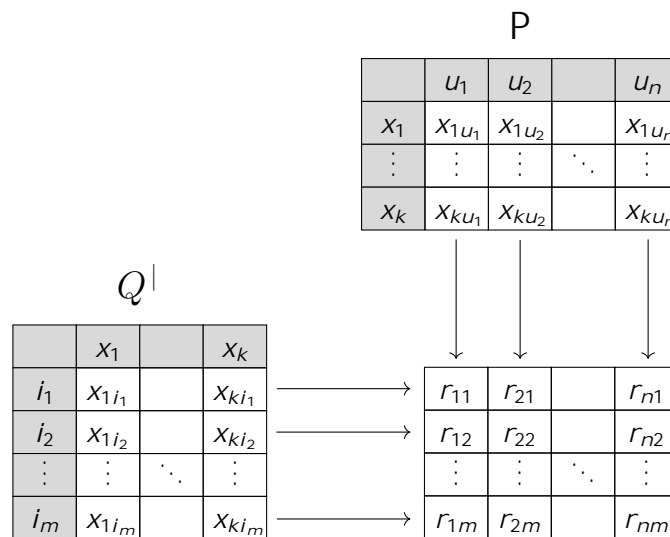 P
u₁ u₂ uₙ
x₁ x₁ᵤ₁ x₁ᵤ₂ x₁ᵤₙ
⋮ ⋮ ⋮ ⋱ ⋮
xₖ xₖᵤ₁ xₖᵤ₂ xₖᵤₙ
Q|
x₁ xₖ
i₁ x₁ᵢ₁ xₖᵢ₁ r₁₁ r₂₁ rₙ₁
i₂ x₁ᵢ₂ xₖᵢ₂ r₁₂ r₂₂ rₙ₂
⋮ ⋮ ⋱ ⋮ ⋮ ⋮ ⋱ ⋮
iₘ x₁ᵢₘ xₖᵢₘ r₁ₘ r₂ₘ rₙₘ